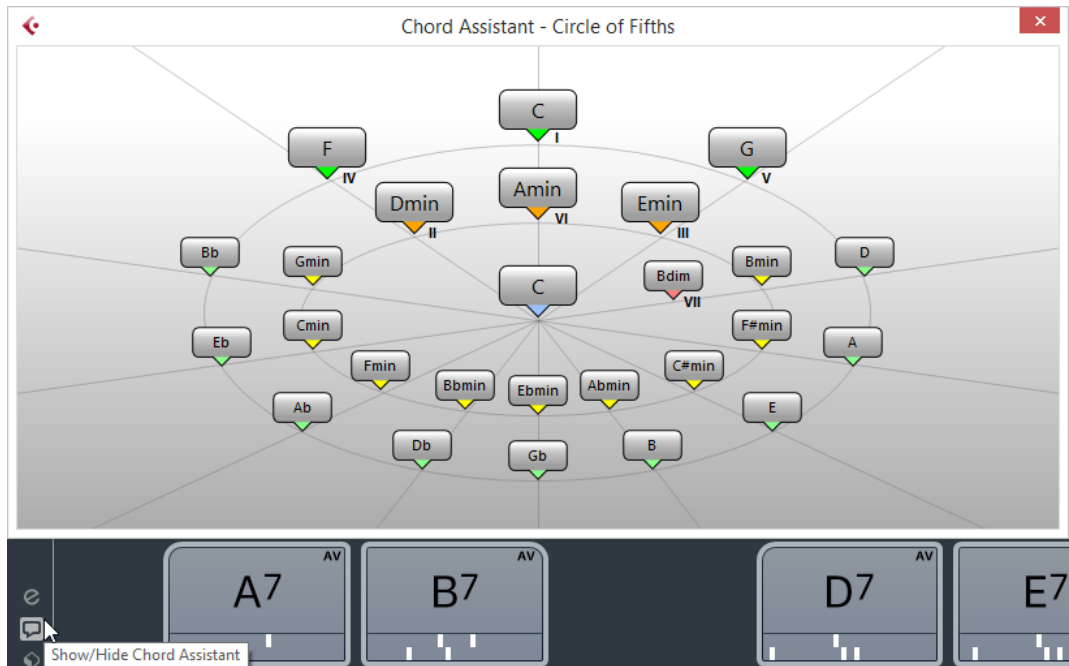 Chord Assistant - Circle of Fifths
C
I
F
IV
G
V
Dmin
II
Amin
VI
Emin
III
Bb
Gmin
C
Bdim
VII
Bmin
D
Eb
Cmin
F#min
A
Fmin
Bbmin
Ebmin
Abmin
C#min
Ab
E
Db
Gb
B
AV
AV
AV
A7
B7
D7
E7
e
Show/Hide Chord Assistant